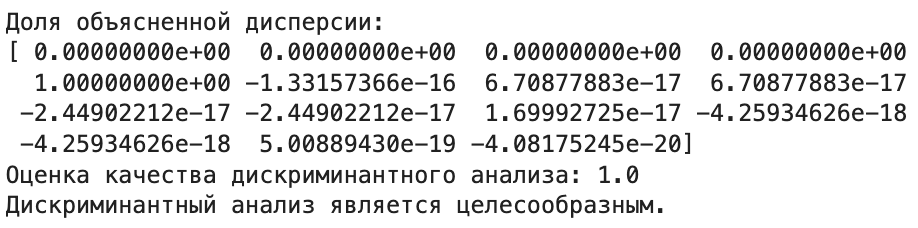 Доля объясненной дисперсии:
[ 0.00000000e+00  0.00000000e+00  0.00000000e+00  0.00000000e+00
  1.00000000e+00 -1.33157366e-16  6.70877883e-17  6.70877883e-17
 -2.44902212e-17 -2.44902212e-17  1.69992725e-17 -4.25934626e-18
 -4.25934626e-18  5.00889430e-19 -4.08175245e-20]
Оценка качества дискриминантного анализа: 1.0
Дискриминантный анализ является целесообразным.